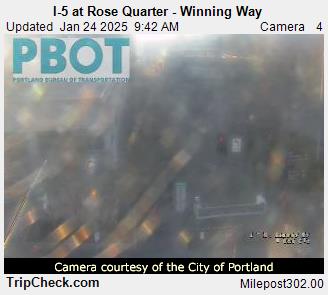 I-5 at Rose Quarter - Winning Way
Updated Jan 24 2025 9:42 AM Camera 4
PBOT
PORTLAND BUREAU OF TRANSPORTATION
Camera courtesy of the City of Portland
TripCheck.com Milepost302.00